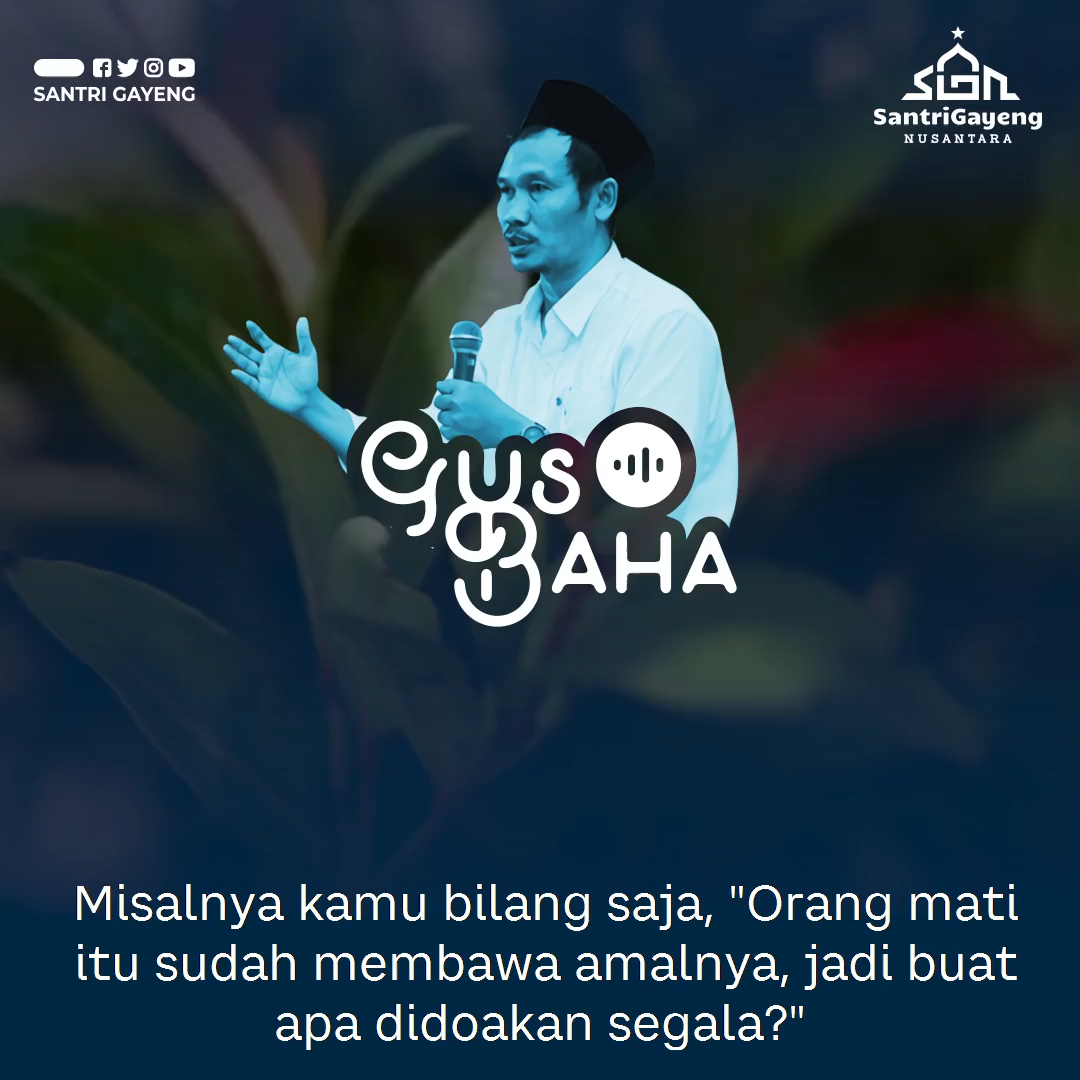 SANTRI GAYENG
SantriGayeng
NUSANTARA
GUS
BAHA
Misalnya kamu bilang saja, "Orang mati
itu sudah membawa amalnya, jadi buat
apa didoakan segala?"